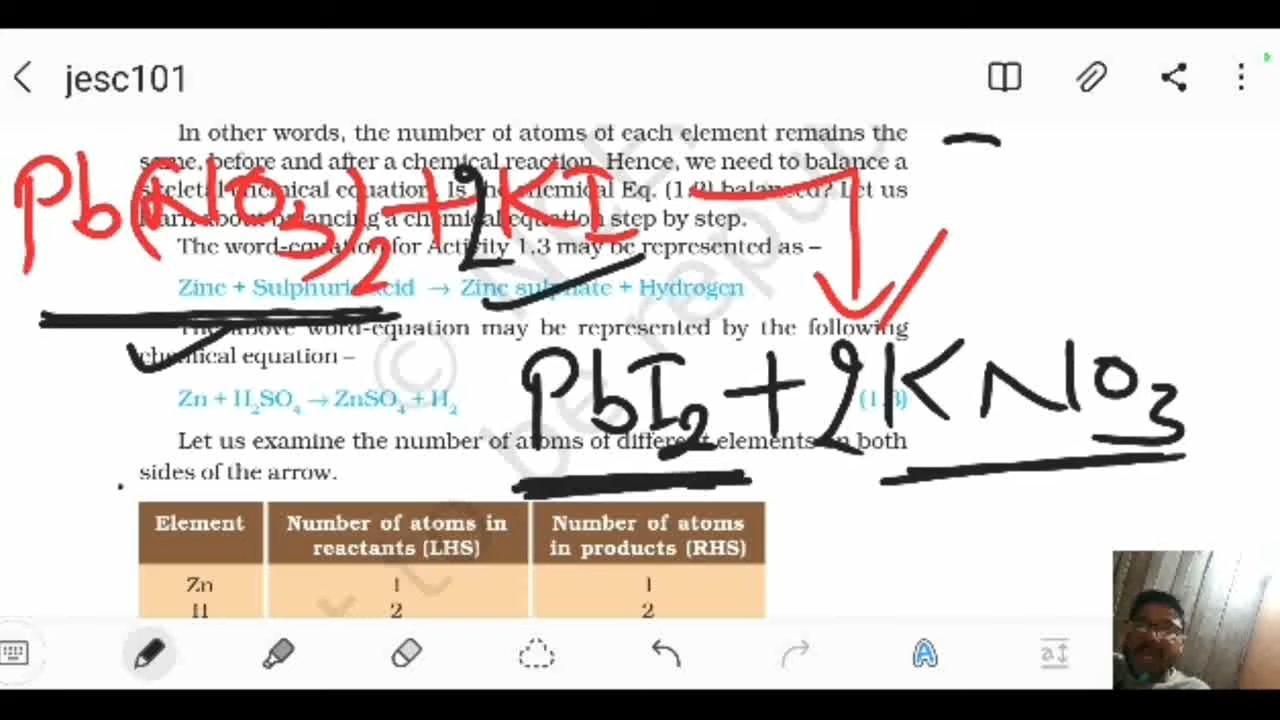 jesc101
In other words, the number of atoms of each element remains the
same, before and after a chemical reaction. Hence, we need to balance a
skeletal chemical equation. Is the chemical Eq. (1.2) balanced? Let us
learn about balancing a chemical equation step by step.
Pb(NO3)2 + 2KI
The word-equation for Activity 1.3 may be represented as –
Zinc + Sulphuric acid → Zinc sulphate + Hydrogen
The above word-equation may be represented by the following
chemical equation –
PbI2 + 2KNO3
Zn + H₂SO₄ → ZnSO₄ + H₂ (1.3)
Let us examine the number of atoms of different elements on both
sides of the arrow.
Element Number of atoms in reactants (LHS) Number of atoms in products (RHS)
Zn 1 1
H 2 2